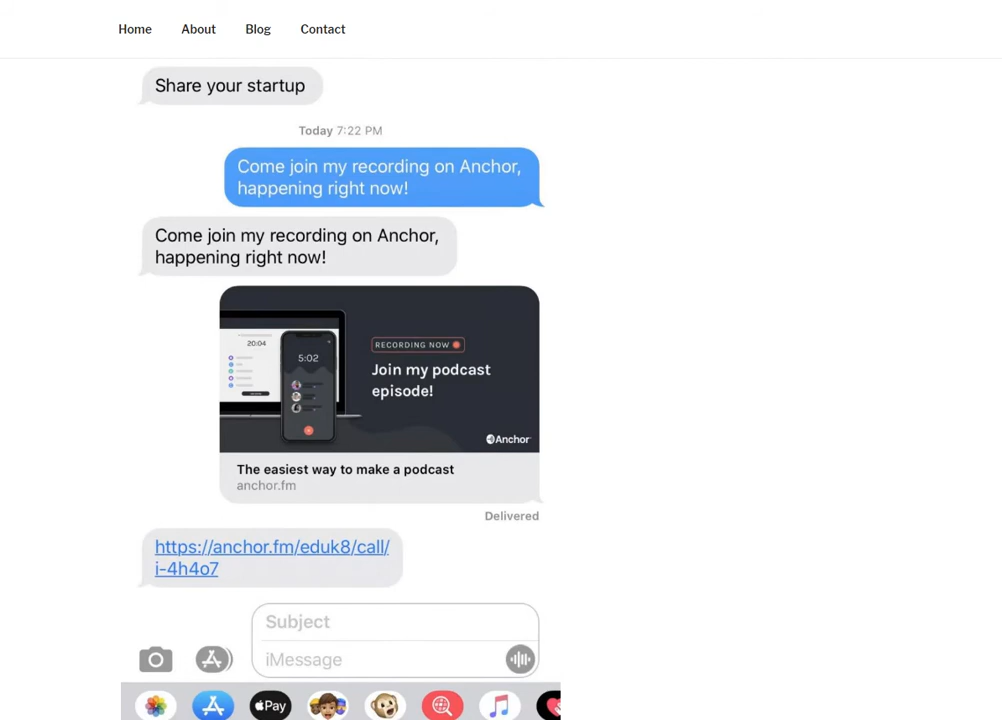 Home About Blog Contact
Share your startup
Today 7:22 PM
Come join my recording on Anchor,
happening right now!
Come join my recording on Anchor,
happening right now!
20:04
5:02
RECORDING NOW
Join my podcast
episode!
Anchor
The easiest way to make a podcast
anchor.fm
Delivered
https://anchor.fm/eduk8/call/
i-4h4o7
Subject
iMessage
Pay